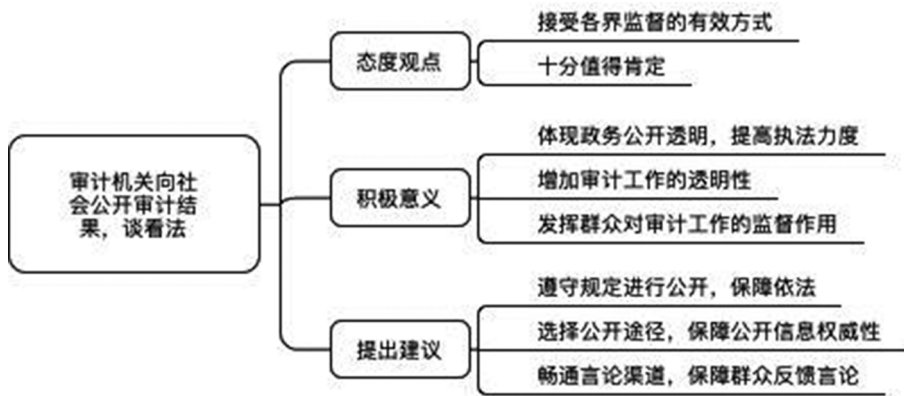 审计机关向社
会公开审计结
果，谈看法
态度观点
接受各界监督的有效方式
十分值得肯定
积极意义
体现政务公开透明，提高执法力度
增加审计工作的透明性
发挥群众对审计工作的监督作用
提出建议
遵守规定进行公开，保障依法
选择公开途径，保障公开信息权威性
畅通言论渠道，保障群众反馈言论